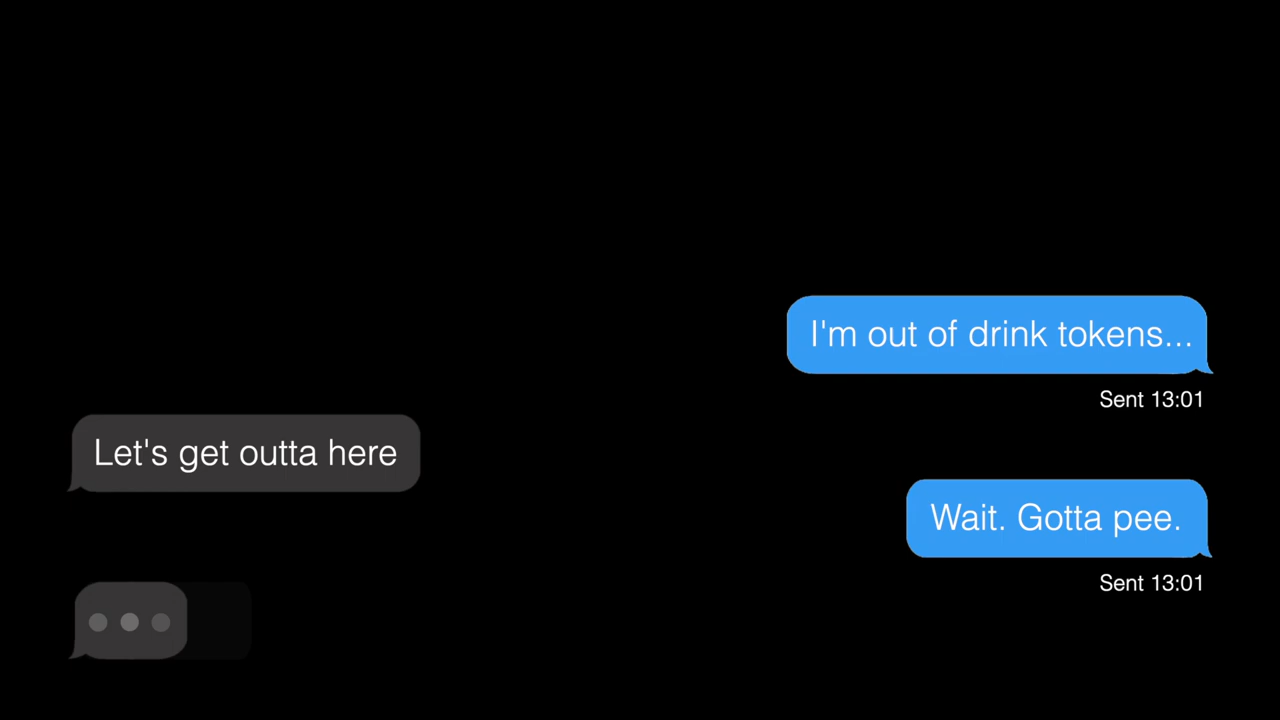 I'm out of drink tokens...
Sent 13:01
Let's get outta here
Wait. Gotta pee.
Sent 13:01